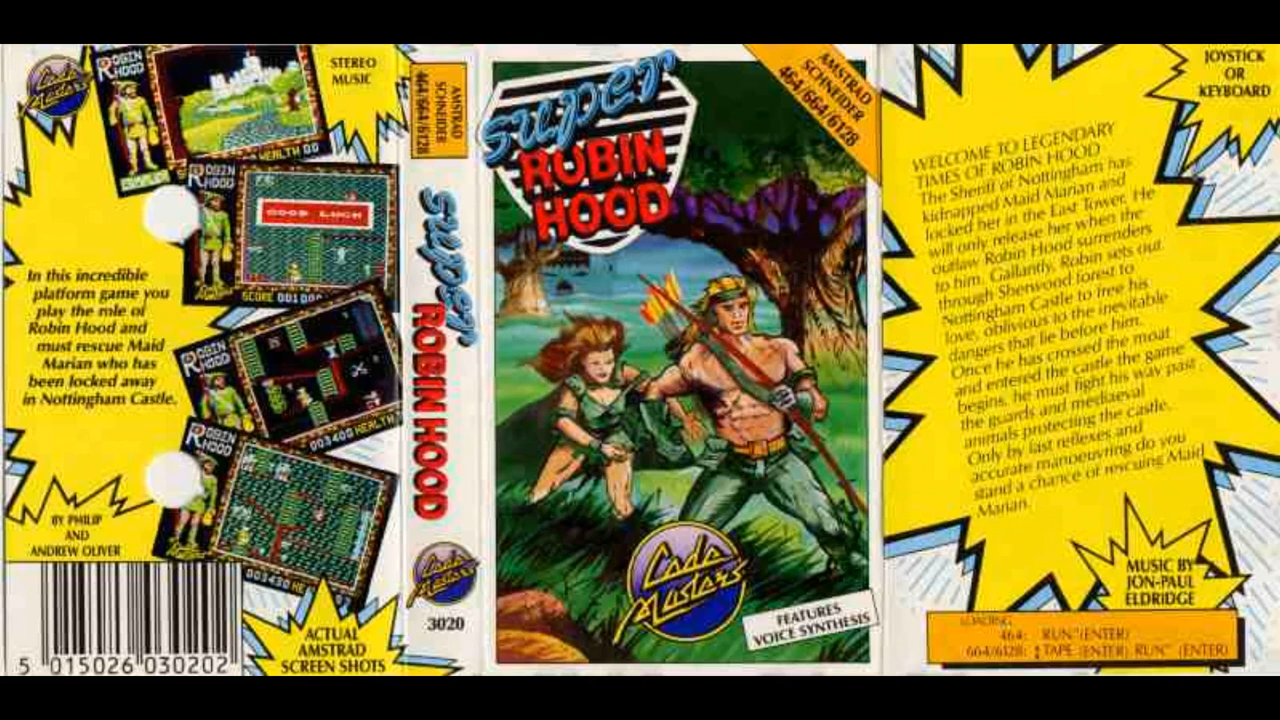 Code
Masters
STEREO
MUSIC
ROBIN
HOOD
HEALTH 00
ROBIN
HOOD
GOOD LUCK
SCORE 001000
In this incredible
platform game you
play the role of
Robin Hood and
must rescue Maid
Marian who has
been locked away
in Nottingham Castle.
ROBIN
HOOD
003400 HEALTH
ROBIN
HOOD
003450 HE
BY PHILIP
AND
ANDREW OLIVER
5 015026 030202
ACTUAL
AMSTRAD
SCREEN SHOTS
AMSTRAD
SCHNEIDER
464/664/6128
super
ROBIN HOOD
Code
Masters
3020
super
ROBIN
HOOD
AMSTRAD
SCHNEIDER
464/664/6128
Code
Masters
FEATURES
VOICE SYNTHESIS
JOYSTICK
OR
KEYBOARD
WELCOME TO LEGENDARY
TIMES OF ROBIN HOOD
The Sheriff of Nottingham has
kidnapped Maid Marian and
locked her in the East Tower. He
will only release her when the
outlaw Robin Hood surrenders
to him. Gallantly, Robin sets out
through Sherwood forest to
Nottingham Castle to free his
love, oblivious to the inevitable
dangers that lie before him.
Once he has crossed the moat
and entered the castle the game
begins, he must fight his way past
the guards and mediaeval
animals protecting the castle.
Only by fast reflexes and
accurate manoeuvring do you
stand a chance of rescuing Maid
Marian.
MUSIC BY
JON-PAUL
ELDRIDGE
LOADING
464: RUN"(ENTER)
664/6128: TAPE (ENTER) RUN" (ENTER)